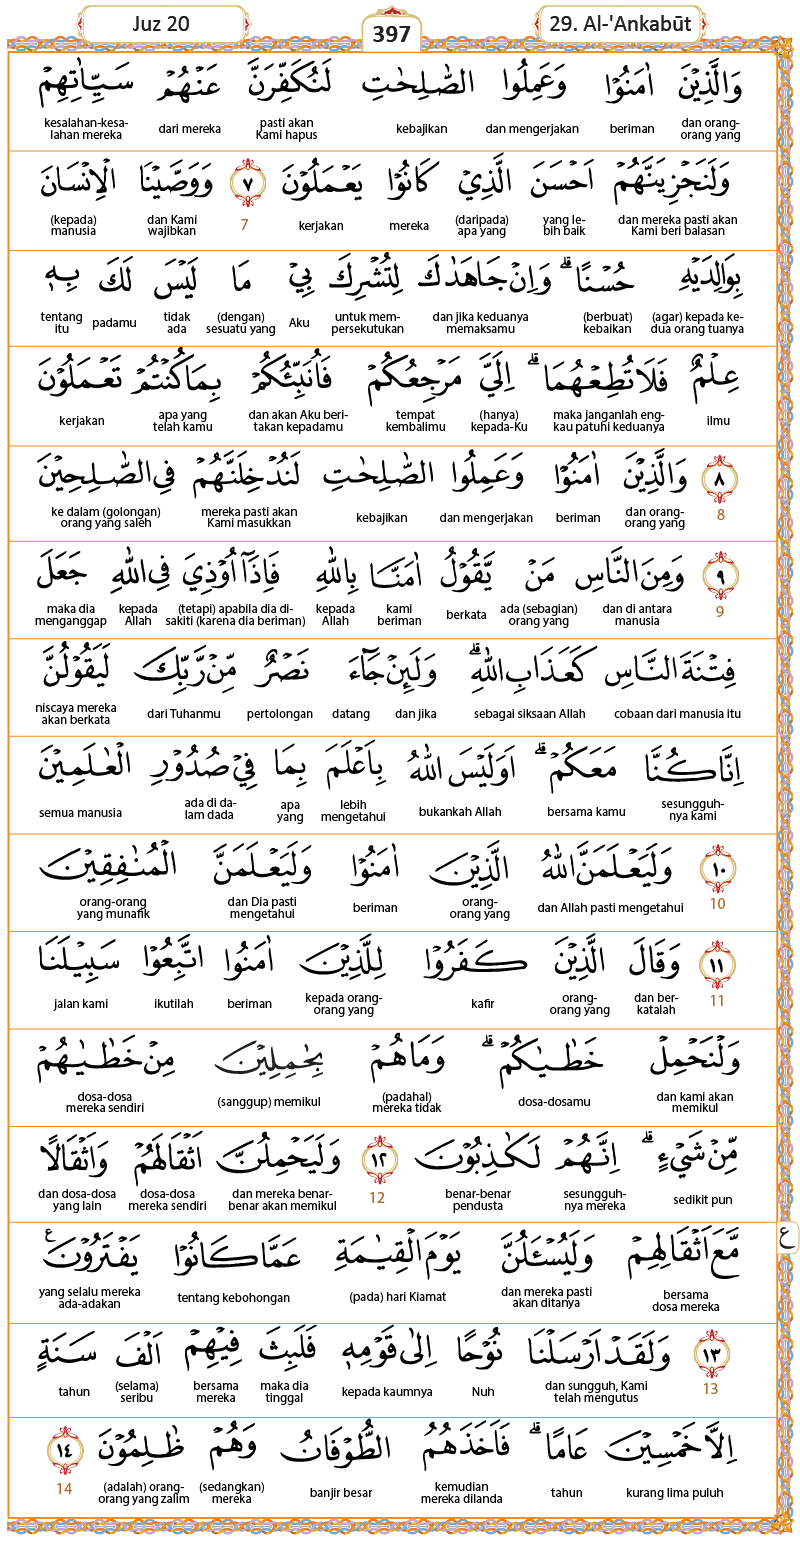 Juz 20
397
29. Al-'Ankabūt
وَالَّذِيْنَ اٰمَنُوْا وَعَمِلُوا الصّٰلِحٰتِ لَنُكَفِّرَنَّ عَنْهُمْ سَيِّاٰتِهِمْ
dan orang-orang yang beriman dan mengerjakan kebajikan pasti akan Kami hapus dari mereka kesalahan-kesalahan mereka
وَلَنَجْزِيَنَّهُمْ اَحْسَنَ الَّذِيْ كَانُوْا يَعْمَلُوْنَ ٧ وَوَصَّيْنَا الْاِنْسَانَ
dan mereka pasti akan Kami beri balasan yang lebih baik (daripada) apa yang mereka kerjakan 7 dan Kami wajibkan (kepada) manusia
بِوَالِدَيْهِ حُسْنًا ۗ وَاِنْ جَاهَدٰكَ لِتُشْرِكَ بِيْ مَا لَيْسَ لَكَ بِهٖ
(agar) kepada kedua orang tuanya (berbuat) kebaikan dan jika keduanya memaksamu untuk mempersekutukan Aku (dengan) sesuatu yang tidak ada padamu tentang itu
عِلْمٌ فَلَا تُطِعْهُمَا ۗ اِلَيَّ مَرْجِعُكُمْ فَاُنَبِّئُكُمْ بِمَا كُنْتُمْ تَعْمَلُوْنَ
ilmu maka janganlah engkau patuhi keduanya (hanya) kepada-Ku tempat kembalimu dan akan Aku beritakan kepadamu apa yang telah kamu kerjakan
٨ وَالَّذِيْنَ اٰمَنُوْا وَعَمِلُوا الصّٰلِحٰتِ لَنُدْخِلَنَّهُمْ فِى الصّٰلِحِيْنَ
8 dan orang-orang yang beriman dan mengerjakan kebajikan mereka pasti akan Kami masukkan ke dalam (golongan) orang yang saleh
٩ وَمِنَ النَّاسِ مَنْ يَّقُوْلُ اٰمَنَّا بِاللّٰهِ فَاِذَآ اُوْذِيَ فِى اللّٰهِ جَعَلَ
9 dan di antara manusia ada (sebagian) orang yang berkata kami beriman kepada Allah (tetapi) apabila dia disakiti (karena dia beriman) kepada Allah maka dia menganggap
فِتْنَةَ النَّاسِ كَعَذَابِ اللّٰهِ ۗ وَلَىِٕنْ جَاۤءَ نَصْرٌ مِّنْ رَّبِّكَ لَيَقُوْلُنَّ
cobaan dari manusia itu sebagai siksaan Allah dan jika datang pertolongan dari Tuhanmu niscaya mereka akan berkata
اِنَّا كُنَّا مَعَكُمْ ۗ اَوَلَيْسَ اللّٰهُ بِاَعْلَمَ بِمَا فِيْ صُدُوْرِ الْعٰلَمِيْنَ
sesungguhnya kami bersama kamu bukankah Allah lebih mengetahui apa yang ada di dalam dada semua manusia
١٠ وَلَيَعْلَمَنَّ اللّٰهُ الَّذِيْنَ اٰمَنُوْا وَلَيَعْلَمَنَّ الْمُنٰفِقِيْنَ
10 dan Allah pasti mengetahui orang-orang yang beriman dan Dia pasti mengetahui orang-orang yang munafik
١١ وَقَالَ الَّذِيْنَ كَفَرُوْا لِلَّذِيْنَ اٰمَنُوا اتَّبِعُوْا سَبِيْلَنَا
11 dan berkatalah orang-orang yang kafir kepada orang-orang yang beriman ikutilah jalan kami
وَلْنَحْمِلْ خَطٰيٰكُمْ ۗ وَمَا هُمْ بِحٰمِلِيْنَ مِنْ خَطٰيٰهُمْ
dan kami akan memikul dosa-dosamu (padahal) mereka tidak (sanggup) memikul dosa-dosa mereka sendiri
مِّنْ شَيْءٍ ۗ اِنَّهُمْ لَكٰذِبُوْنَ ١٢ وَلَيَحْمِلُنَّ اَثْقَالَهُمْ وَاَثْقَالًا
sedikit pun sesungguhnya mereka benar-benar pendusta 12 dan mereka benar-benar akan memikul dosa-dosa mereka sendiri dan dosa-dosa yang lain
مَّعَ اَثْقَالِهِمْ وَلَيُسْـَٔلُنَّ يَوْمَ الْقِيٰمَةِ عَمَّا كَانُوْا يَفْتَرُوْنَ ࣖ
ع
bersama dosa mereka dan mereka pasti akan ditanya (pada) hari Kiamat tentang kebohongan yang selalu mereka ada-adakan
١٣ وَلَقَدْ اَرْسَلْنَا نُوْحًا اِلٰى قَوْمِهٖ فَلَبِثَ فِيْهِمْ اَلْفَ سَنَةٍ
13 dan sungguh, Kami telah mengutus Nuh kepada kaumnya maka dia tinggal bersama mereka (selama) seribu tahun
اِلَّا خَمْسِيْنَ عَامًا ۗ فَاَخَذَهُمُ الطُّوْفَانُ وَهُمْ ظٰلِمُوْنَ ١٤
kurang lima puluh tahun kemudian mereka dilanda banjir besar (sedangkan) mereka (adalah) orang-orang yang zalim 14